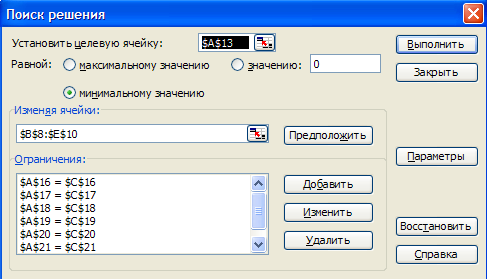 Поиск решения
Установить целевую ячейку: $A$13 Выполнить
Равной: максимальному значению значению: 0 Закрыть
минимальному значению
Изменяя ячейки:
$B$8:$E$10 Предположить
Ограничения: Параметры
$A$16 = $C$16 Добавить
$A$17 = $C$17
$A$18 = $C$18 Изменить
$A$19 = $C$19
$A$20 = $C$20 Удалить Восстановить
$A$21 = $C$21 Справка